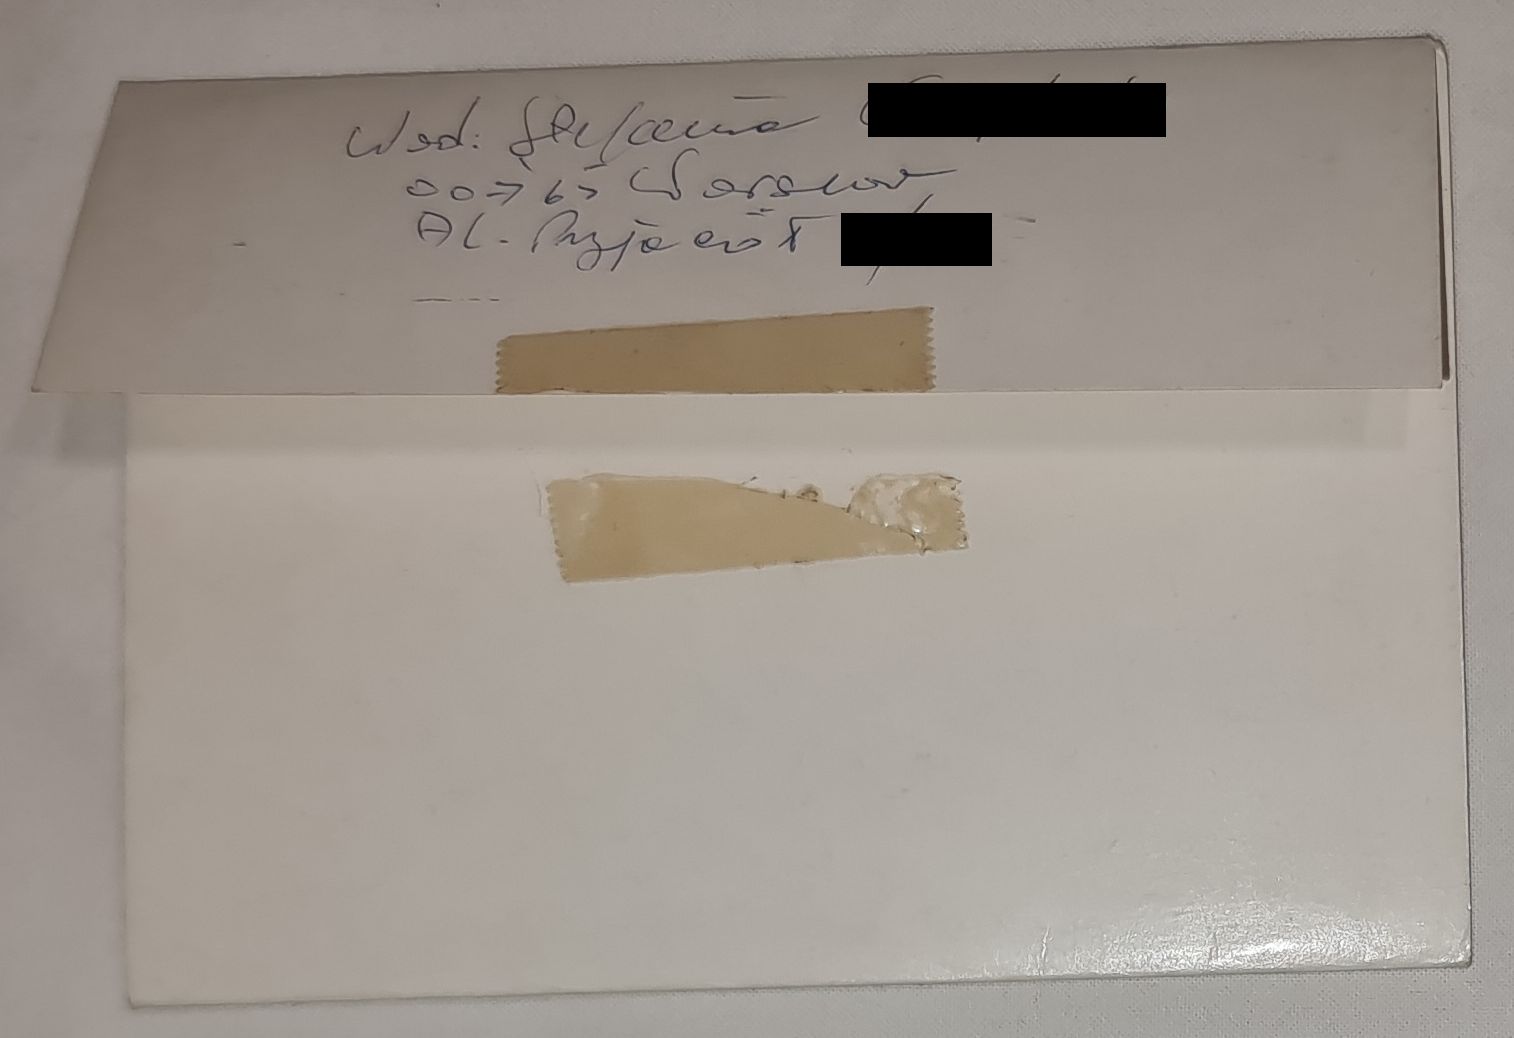 Nad. Stefania
Warszawa
Al. Przyjaciół